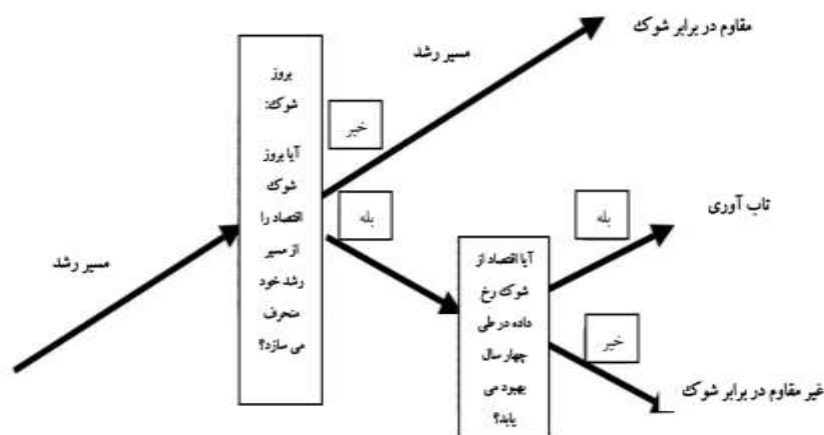 مقاوم در برابر شوک
مسیر رشد
بروز
شوک:
آیا بروز
شوک
اقتصاد را
از مسیر
رشد خود
منحرف
می سازد؟
خیر
بله
مسیر رشد
تاب آوری
بله
آیا اقتصاد از
شوک رخ
داده در طی
چهار سال
بهبود می
یابد؟
خیر
غیر مقاوم در برابر شوک